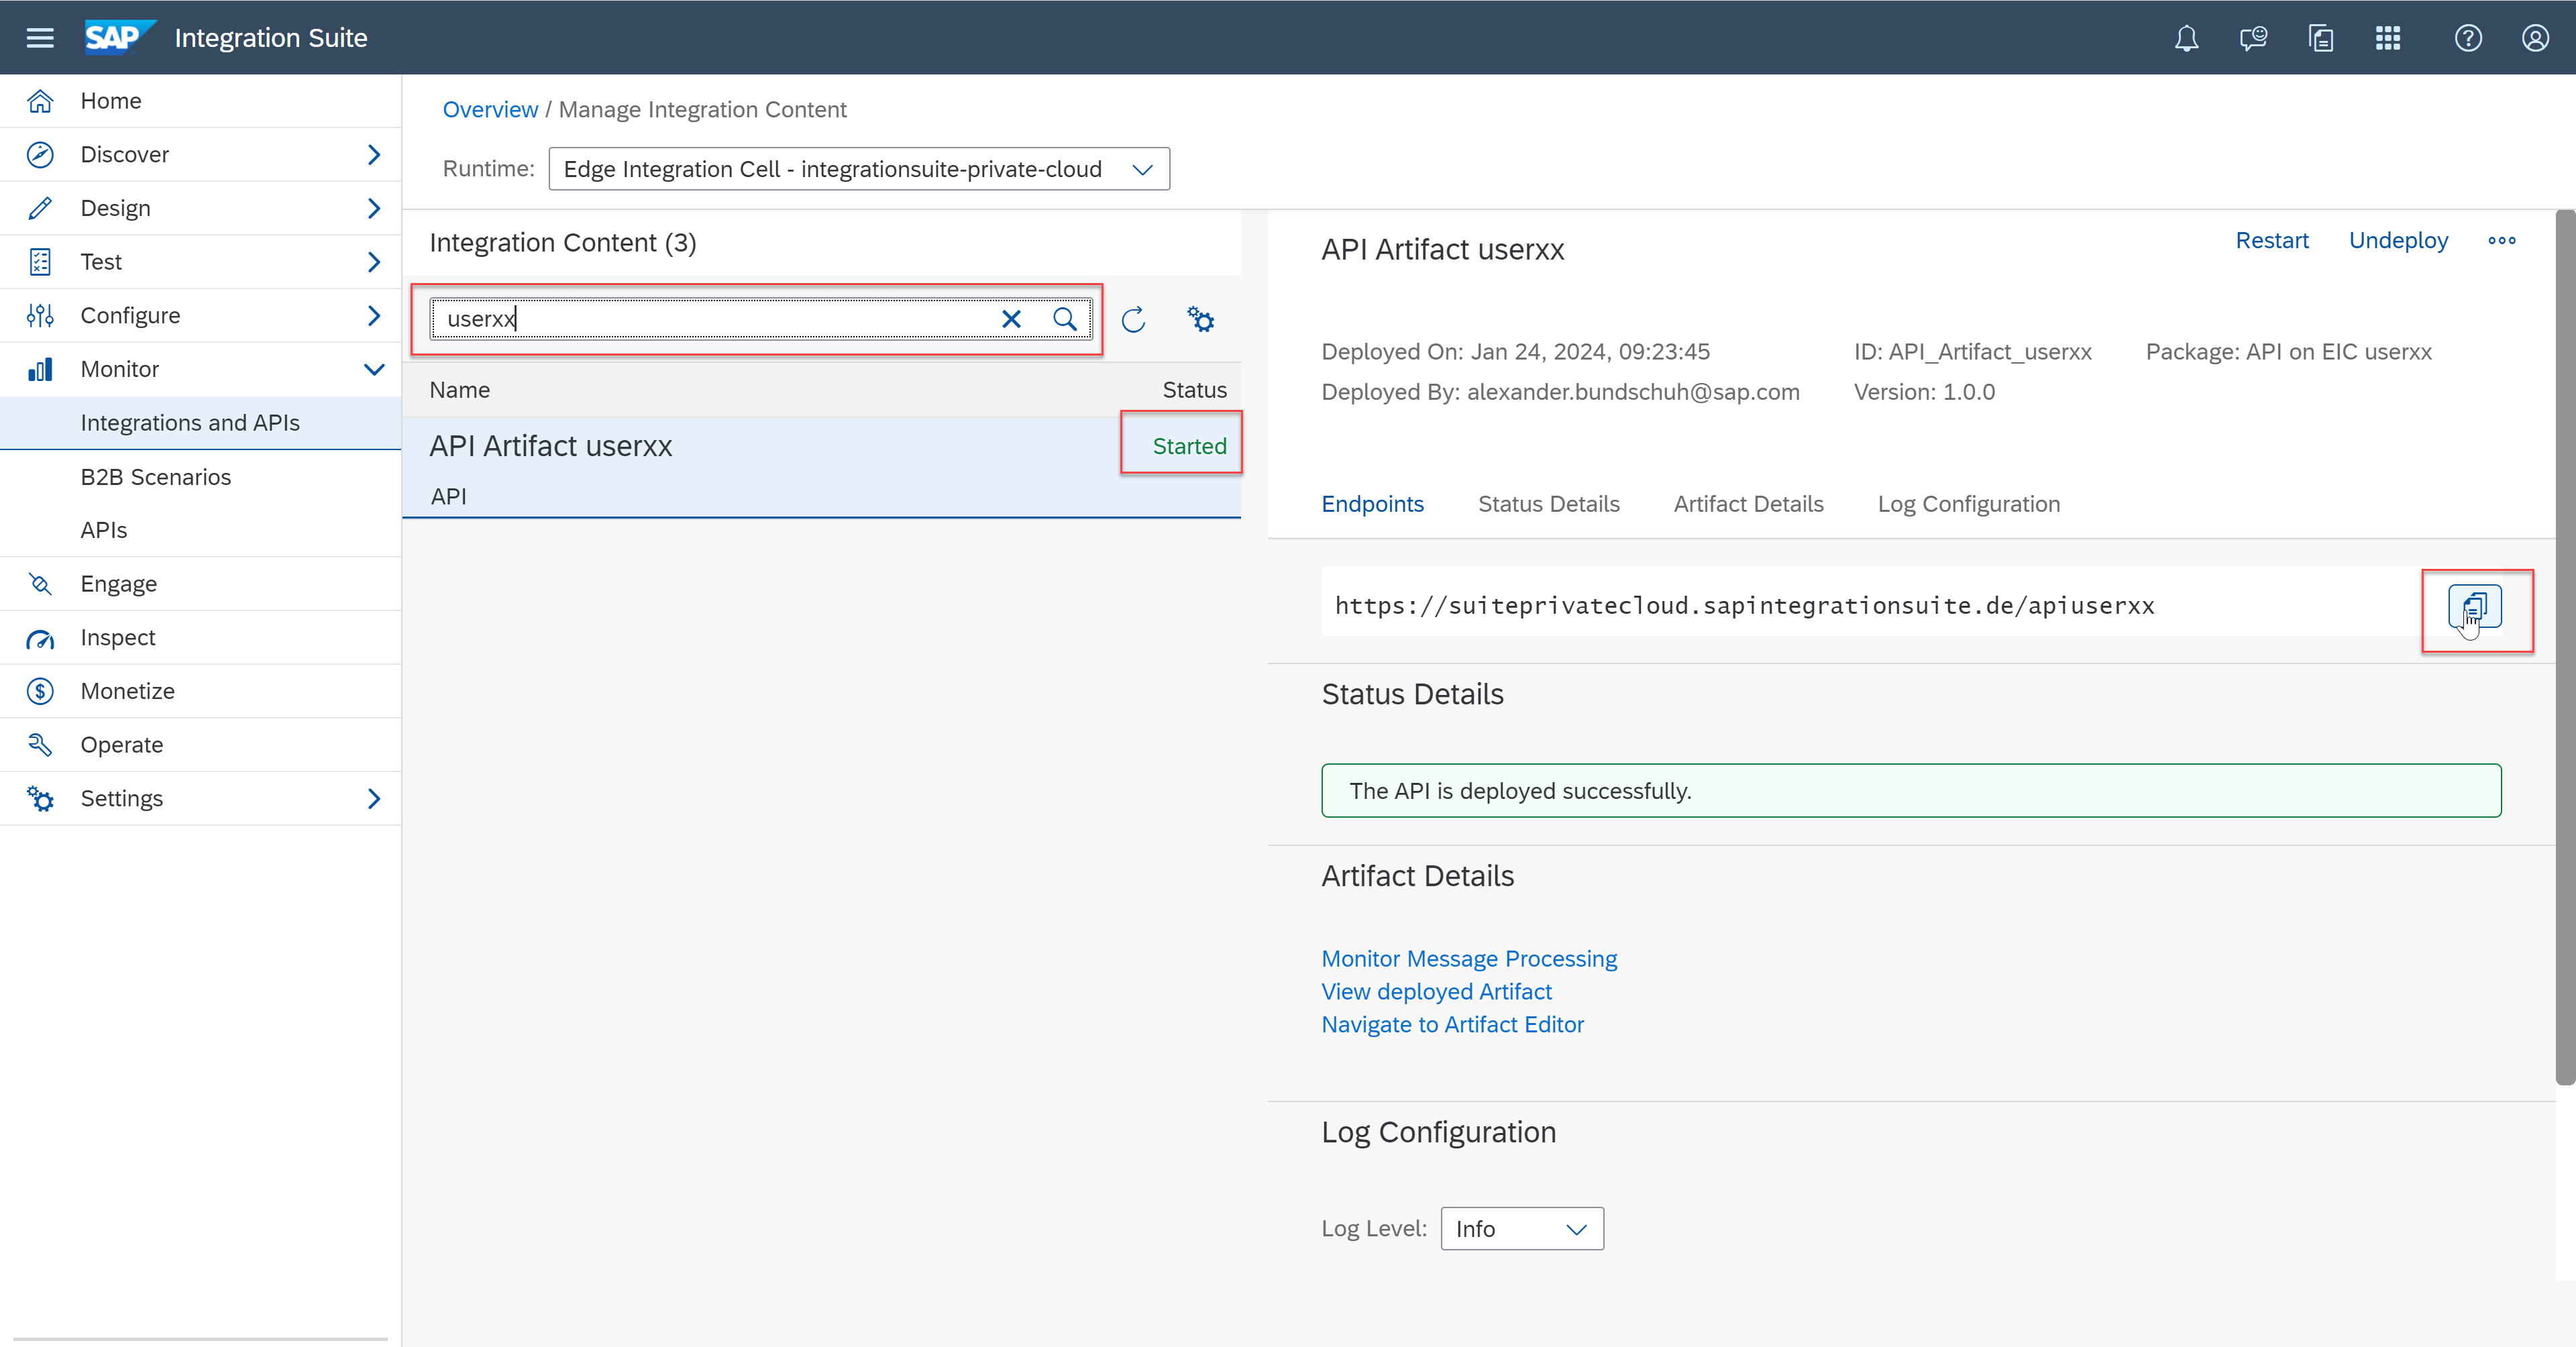 SAP Integration Suite
Home
Discover
Design
Test
Configure
Monitor
Integrations and APIs
B2B Scenarios
APIs
Engage
Inspect
Monetize
Operate
Settings
Overview / Manage Integration Content
Runtime: Edge Integration Cell - integrationsuite-private-cloud
Integration Content (3)
userxx
Name Status
API Artifact userxx Started
API
API Artifact userxx
Restart Undeploy
Deployed On: Jan 24, 2024, 09:23:45 ID: API_Artifact_userxx Package: API on EIC userxx
Deployed By: alexander.bundschuh@sap.com Version: 1.0.0
Endpoints Status Details Artifact Details Log Configuration
https://suiteprivatecloud.sapintegrationsuite.de/apiuserxx
Status Details
The API is deployed successfully.
Artifact Details
Monitor Message Processing
View deployed Artifact
Navigate to Artifact Editor
Log Configuration
Log Level: Info